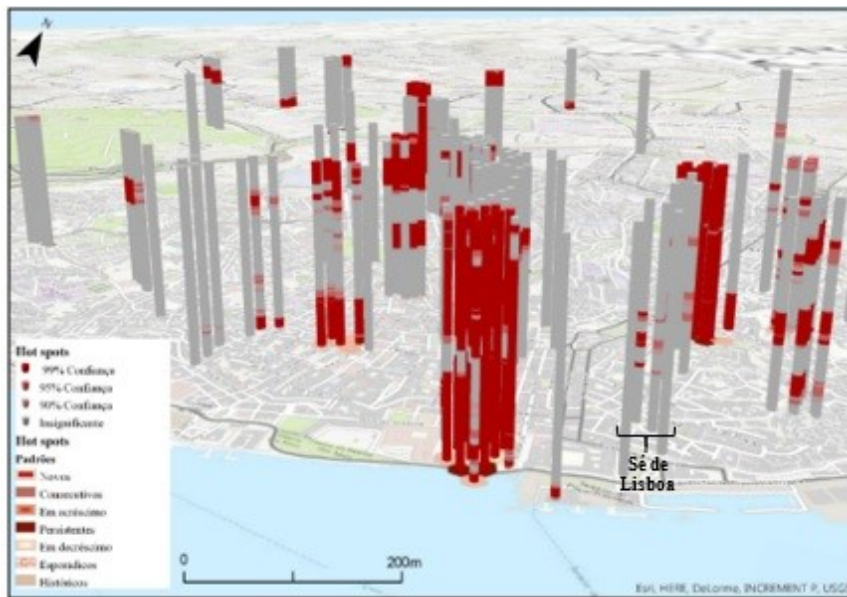 N
Hot spots
99% Confiança
95% Confiança
90% Confiança
Insignificante
Hot spots
Padrões
Novos
Consecutivos
Em acréscimo
Persistentes
Em decréscimo
Esporádicos
Históricos
Sé de
Lisboa
0
200m
Esri, HERE, DeLorme, INCREMENT P, USGS